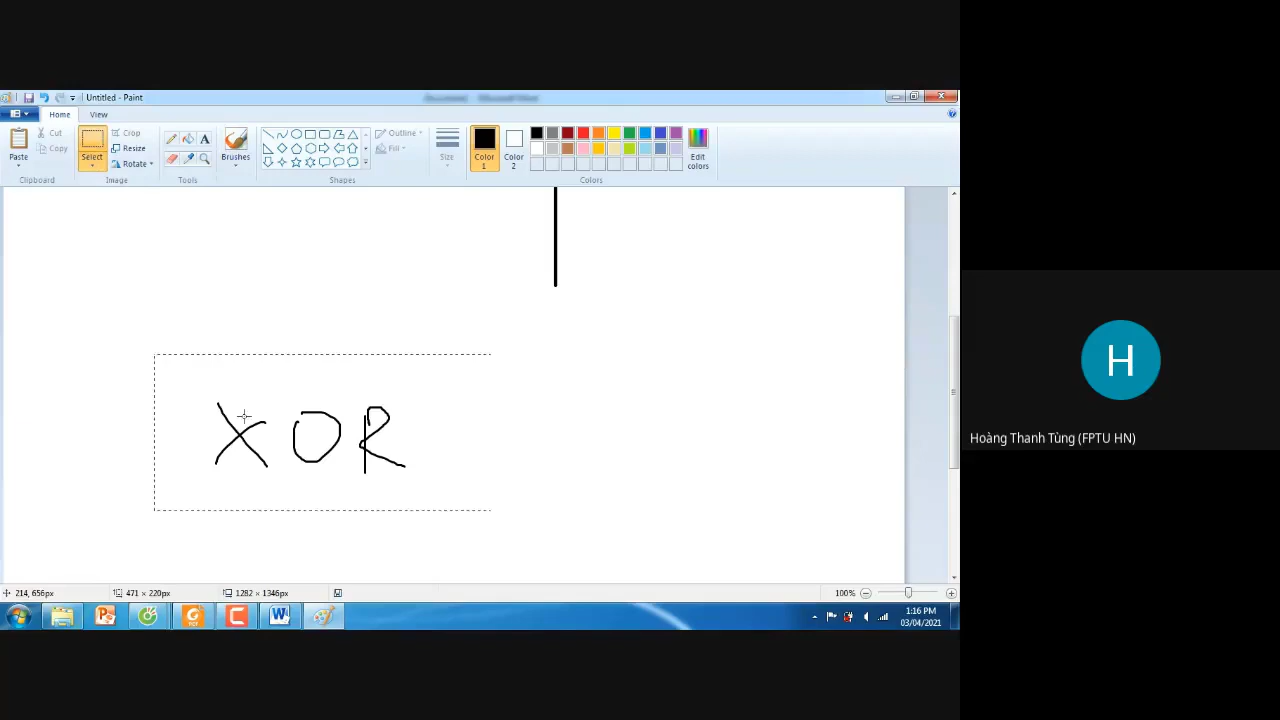 Untitled - Paint
Home View
Paste
Cut
Copy
Clipboard
Select
Crop
Resize
Rotate
Image
A
Tools
Brushes
Outline
Fill
Shapes
Size
Color 1
Color 2
Edit colors
Colors
XOR
H
Hoàng Thanh Tùng (FPTU HN)
214, 656px 471 × 220px 1282 × 1346px 100%
1:16 PM
03/04/2021